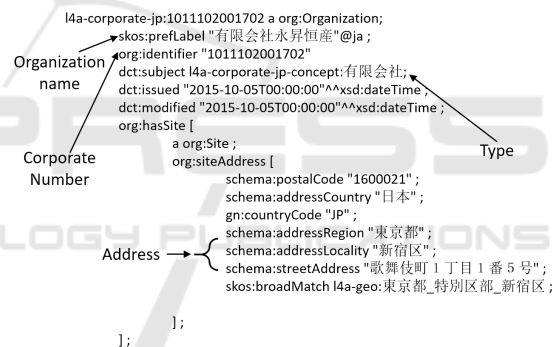 l4a-corporate-jp:1011102001702 a org:Organization;
skos:prefLabel "有限会社永昇恒産"@ja ;
org:identifier "1011102001702"
Organization
name
dct:subject l4a-corporate-jp-concept:有限会社;
dct:issued "2015-10-05T00:00:00"^^xsd:dateTime ;
dct:modified "2015-10-05T00:00:00"^^xsd:dateTime ;
org:hasSite [
a org:Site ;
Corporate
Number
Type
org:siteAddress [
schema:postalCode "1600021" ;
schema:addressCountry "日本" ;
gn:countryCode "JP" ;
schema:addressRegion "東京都" ;
Address
schema:addressLocality "新宿区" ;
schema:streetAddress "歌舞伎町１丁目１番５号" ;
skos:broadMatch l4a-geo:東京都_特別区部_新宿区 ;
] ;
] ;